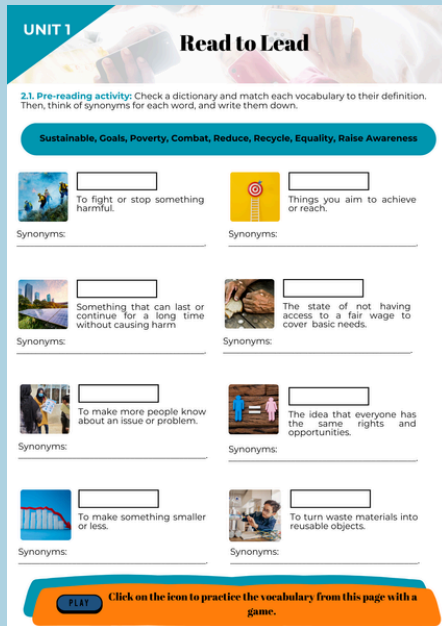 UNIT 1
Read to Lead
2.1. Pre-reading activity: Check a dictionary and match each vocabulary to their definition.
Then, think of synonyms for each word, and write them down.
Sustainable, Goals, Poverty, Combat, Reduce, Recycle, Equality, Raise Awareness
To fight or stop something
harmful.
Synonyms:
Things you aim to achieve
or reach.
Synonyms:
Something that can last or
continue for a long time
without causing harm
Synonyms:
The state of not having
access to a fair wage to
cover basic needs.
Synonyms:
To make more people know
about an issue or problem.
Synonyms:
The idea that everyone has
the same rights and
opportunities.
Synonyms:
To make something smaller
or less.
Synonyms:
To turn waste materials into
reusable objects.
Synonyms:
PLAY
Click on the icon to practice the vocabulary from this page with a
game.